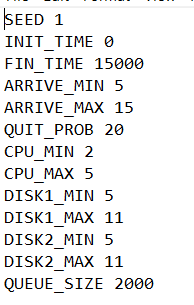 SEED 1
INIT_TIME 0
FIN_TIME 15000
ARRIVE_MIN 5
ARRIVE_MAX 15
QUIT_PROB 20
CPU_MIN 2
CPU_MAX 5
DISK1_MIN 5
DISK1_MAX 11
DISK2_MIN 5
DISK2_MAX 11
QUEUE_SIZE 2000